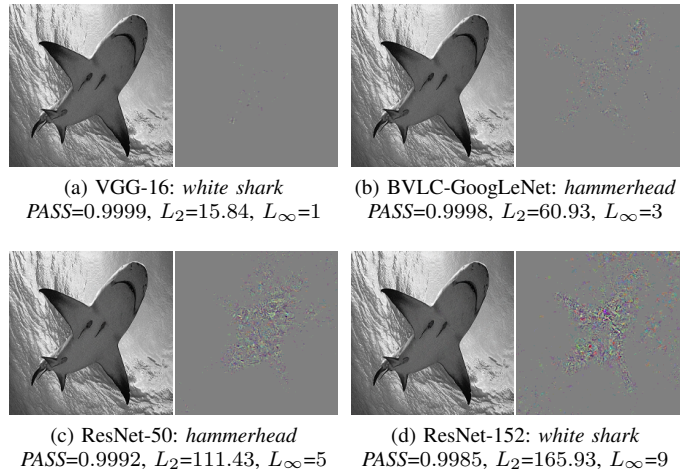 (a) VGG-16: white shark
PASS=0.9999, L₂=15.84, L∞=1
(b) BVLC-GoogLeNet: hammerhead
PASS=0.9998, L₂=60.93, L∞=3
(c) ResNet-50: hammerhead
PASS=0.9992, L₂=111.43, L∞=5
(d) ResNet-152: white shark
PASS=0.9985, L₂=165.93, L∞=9